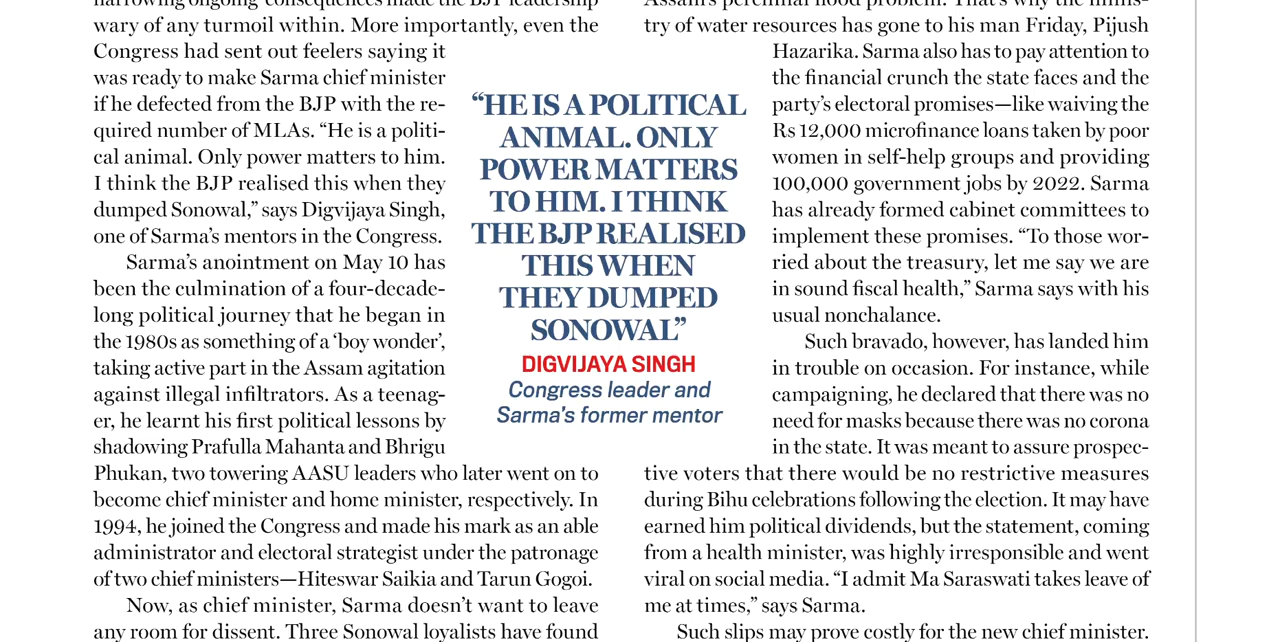 narrowing ongoing consequences made the BJP leadership
wary of any turmoil within. More importantly, even the
Congress had sent out feelers saying it
was ready to make Sarma chief minister
if he defected from the BJP with the re-
quired number of MLAs. “He is a politi-
cal animal. Only power matters to him.
I think the BJP realised this when they
dumped Sonowal,” says Digvijaya Singh,
one of Sarma’s mentors in the Congress.
Sarma’s anointment on May 10 has
been the culmination of a four-decade-
long political journey that he began in
the 1980s as something of a ‘boy wonder’,
taking active part in the Assam agitation
against illegal infiltrators. As a teenag-
er, he learnt his first political lessons by
shadowing Prafulla Mahanta and Bhrigu
Phukan, two towering AASU leaders who later went on to
become chief minister and home minister, respectively. In
1994, he joined the Congress and made his mark as an able
administrator and electoral strategist under the patronage
of two chief ministers—Hiteswar Saikia and Tarun Gogoi.
Now, as chief minister, Sarma doesn’t want to leave
any room for dissent. Three Sonowal loyalists have found
“HE IS A POLITICAL
ANIMAL. ONLY
POWER MATTERS
TO HIM. I THINK
THE BJP REALISED
THIS WHEN
THEY DUMPED
SONOWAL”
DIGVIJAYA SINGH
Congress leader and
Sarma’s former mentor
Assam’s perennial flood problem. That’s why the minis-
try of water resources has gone to his man Friday, Pijush
Hazarika. Sarma also has to pay attention to
the financial crunch the state faces and the
party’s electoral promises—like waiving the
Rs 12,000 microfinance loans taken by poor
women in self-help groups and providing
100,000 government jobs by 2022. Sarma
has already formed cabinet committees to
implement these promises. “To those wor-
ried about the treasury, let me say we are
in sound fiscal health,” Sarma says with his
usual nonchalance.
Such bravado, however, has landed him
in trouble on occasion. For instance, while
campaigning, he declared that there was no
need for masks because there was no corona
in the state. It was meant to assure prospec-
tive voters that there would be no restrictive measures
during Bihu celebrations following the election. It may have
earned him political dividends, but the statement, coming
from a health minister, was highly irresponsible and went
viral on social media. “I admit Ma Saraswati takes leave of
me at times,” says Sarma.
Such slips may prove costly for the new chief minister.